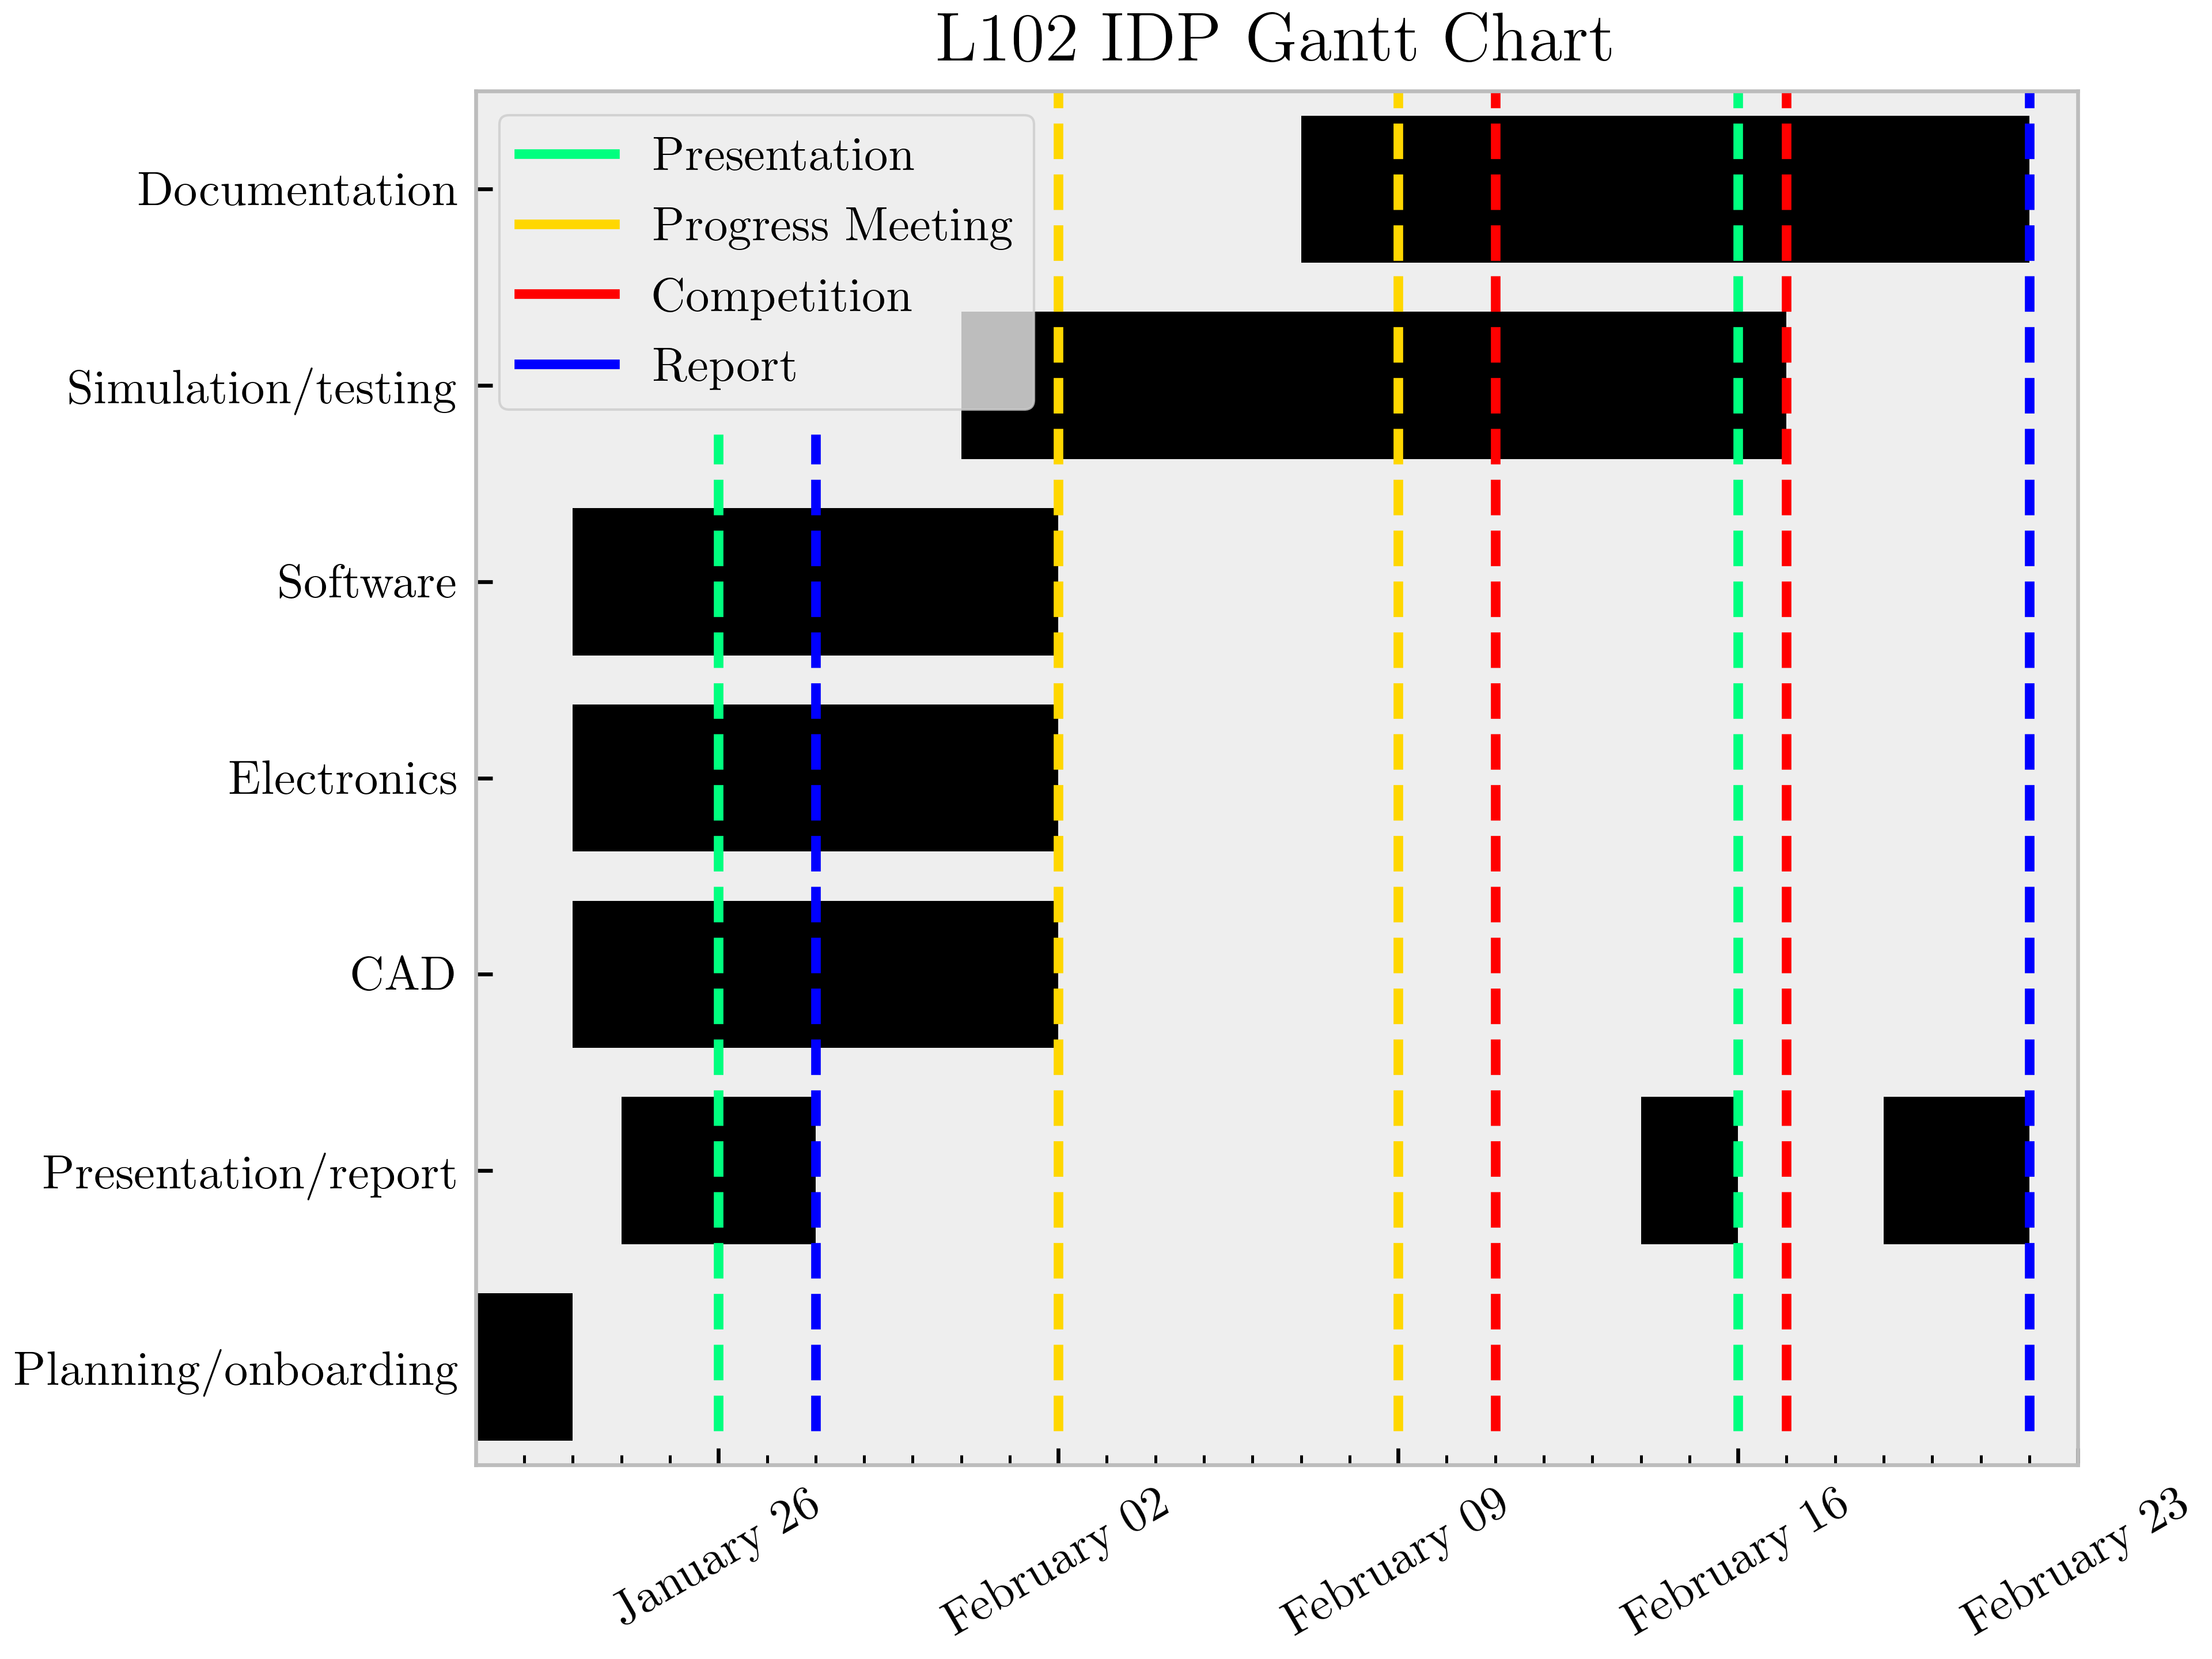 L102 IDP Gantt Chart
Presentation
Progress Meeting
Competition
Report
Documentation
Simulation/testing
Software
Electronics
CAD
Presentation/report
Planning/onboarding
January 26
February 02
February 09
February 16
February 23